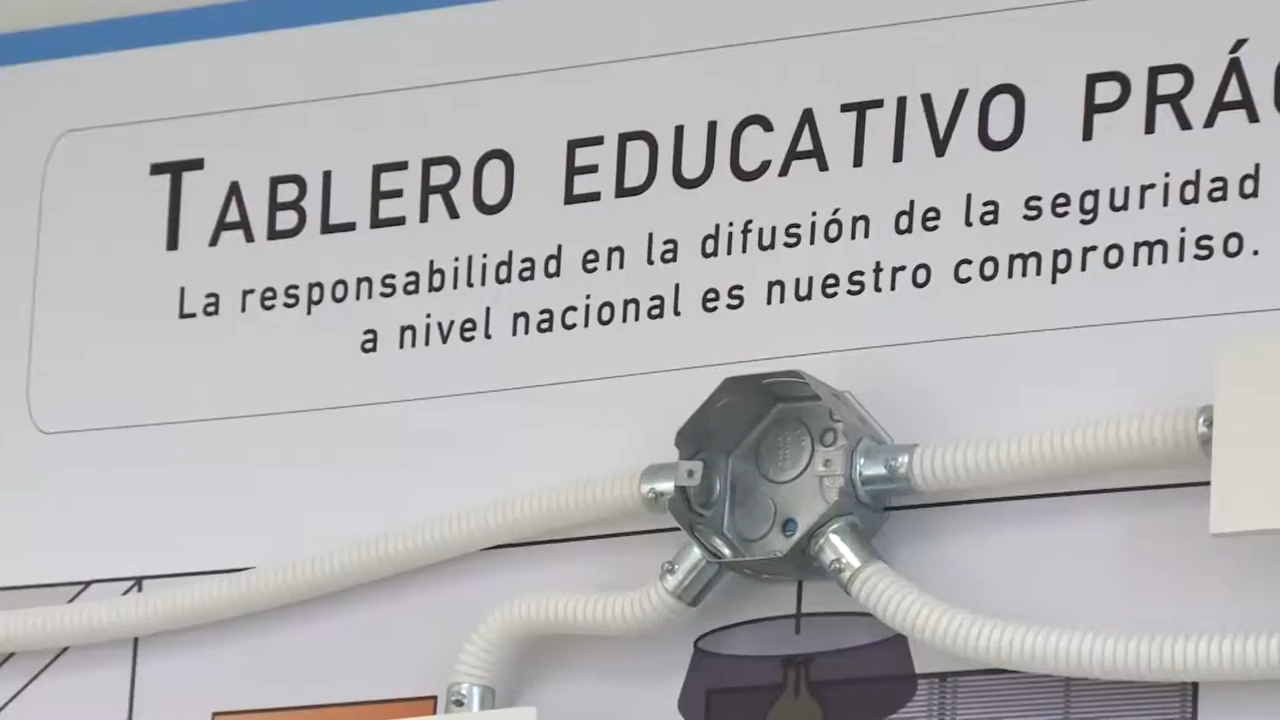 TABLERO EDUCATIVO PRÁC
La responsabilidad en la difusión de la seguridad
a nivel nacional es nuestro compromiso.